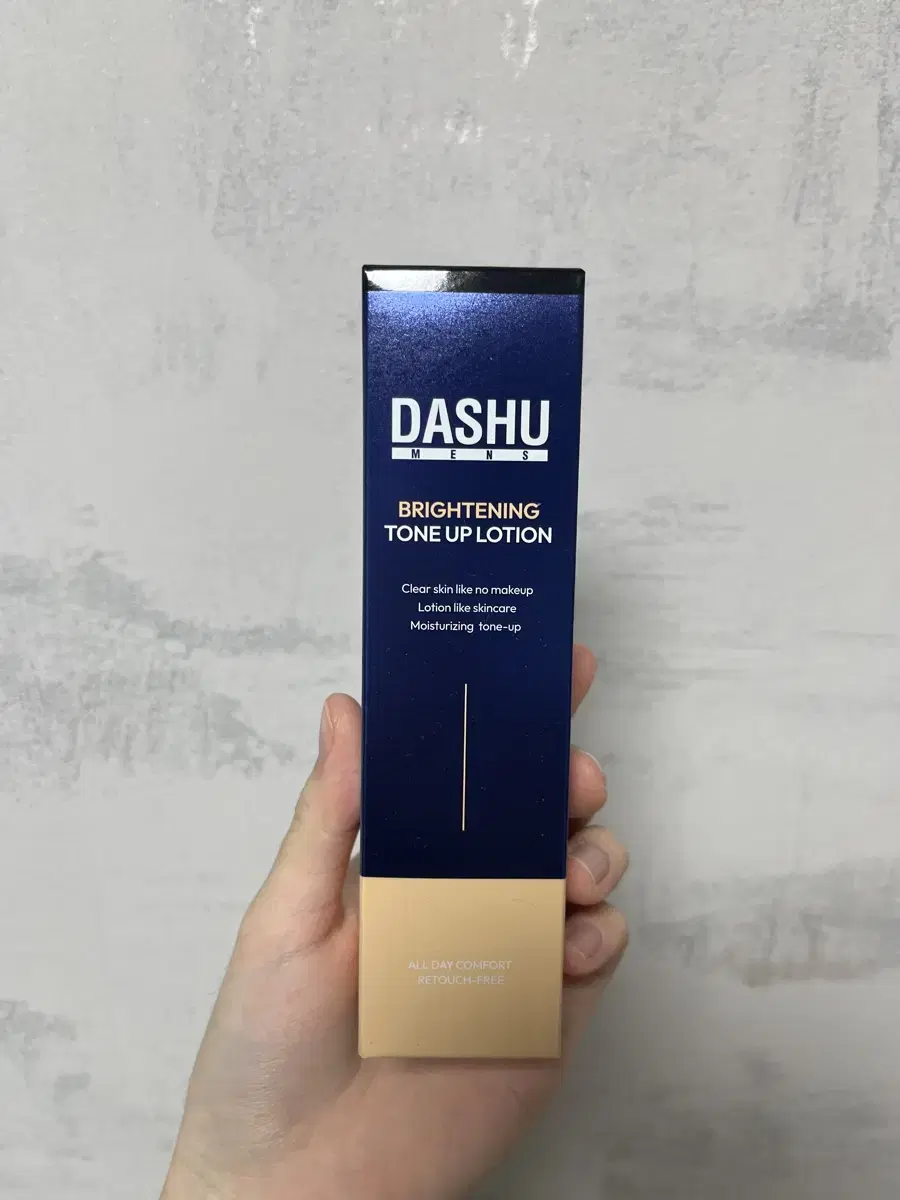 DASHU
MENS
BRIGHTENING
TONE UP LOTION
Clear skin like no makeup
Lotion like skincare
Moisturizing tone-up
ALL DAY COMFORT
RETOUCH-FREE